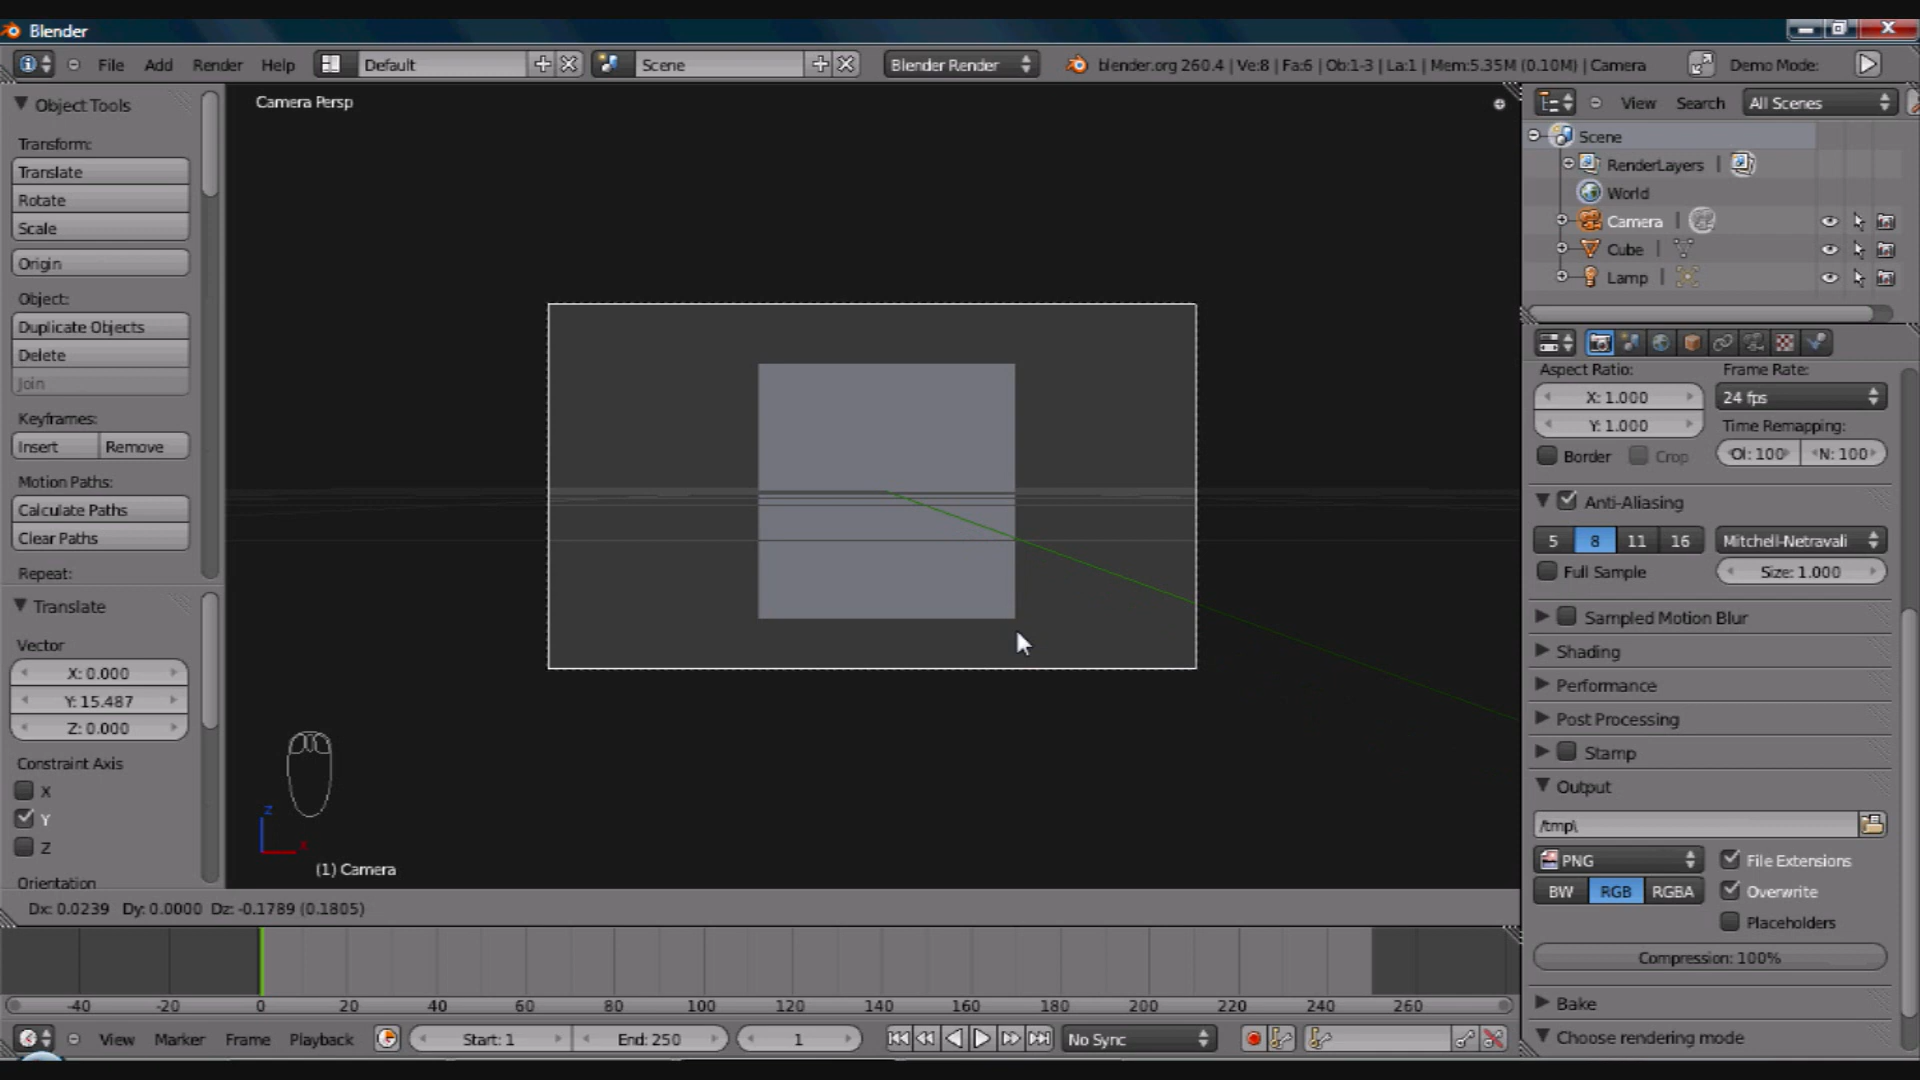 Blender
File Add Render Help Default Scene Blender Render blender.org 260.4 | Ve:8 | Fa:6 | Ob:1-3 | La:1 | Mem:5.35M (0.10M) | Camera Demo Mode:
Object Tools
Transform:
Translate
Rotate
Scale
Origin
Object:
Duplicate Objects
Delete
Join
Keyframes:
Insert Remove
Motion Paths:
Calculate Paths
Clear Paths
Repeat:
Translate
Vector
X: 0.000
Y: 15.487
Z: 0.000
Constraint Axis
X
Y
Z
Orientation
Camera Persp
z
x
(1) Camera
Dx: 0.0239 Dy: 0.0000 Dz: -0.1789 (0.1805)
View Search All Scenes
Scene
RenderLayers |
World
Camera |
Cube |
Lamp |
Aspect Ratio: Frame Rate:
X: 1.000 24 fps
Y: 1.000 Time Remapping:
Border Crop Ol: 100 N: 100
Anti-Aliasing
5 8 11 16 Mitchell-Netravali
Full Sample Size: 1.000
Sampled Motion Blur
Shading
Performance
Post Processing
Stamp
Output
/tmp\
PNG File Extensions
BW RGB RGBA Overwrite
Placeholders
Compression: 100%
Bake
Choose rendering mode
-40 -20 0 20 40 60 80 100 120 140 160 180 200 220 240 260
View Marker Frame Playback Start: 1 End: 250 1 No Sync